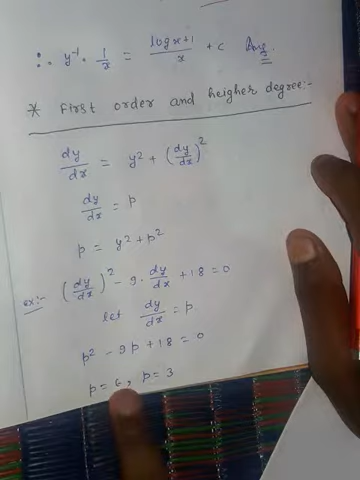 ∴ y⁻¹ · 1/x = (log x + 1)/x + c Ans.
* First order and heigher degree:-
dy/dx = y² + (dy/dx)²
dy/dx = p
p = y² + p²
ex:- (dy/dx)² - 9 · dy/dx + 18 = 0
let dy/dx = p
p² - 9p + 18 = 0
p = 6, p = 3